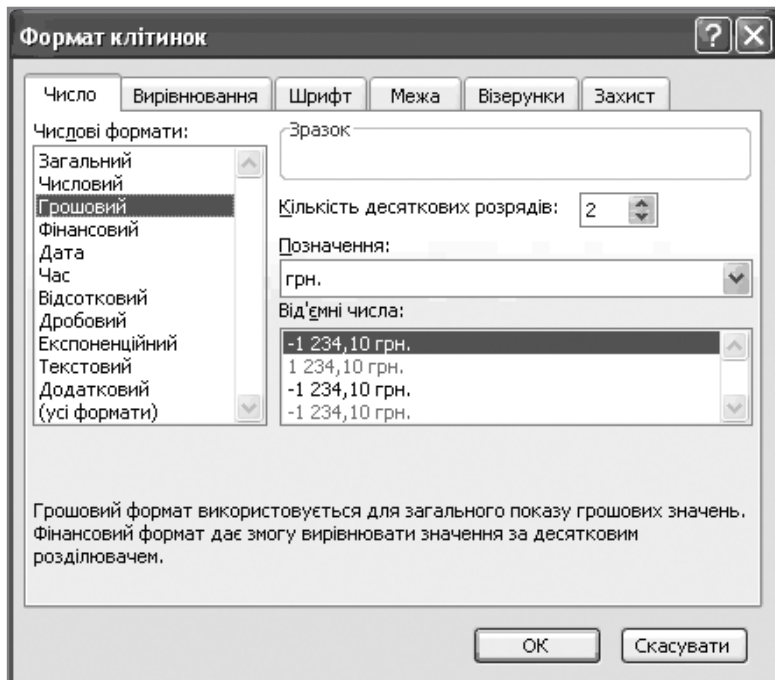 Формат клітинок
Число Вирівнювання Шрифт Межа Візерунки Захист
Числові формати:
Загальний
Числовий
Грошовий
Фінансовий
Дата
Час
Відсотковий
Дробовий
Експоненційний
Текстовий
Додатковий
(усі формати)
Зразок
Кількість десяткових розрядів: 2
Позначення:
грн.
Від'ємні числа:
-1 234,10 грн.
1 234,10 грн.
-1 234,10 грн.
-1 234,10 грн.
Грошовий формат використовується для загального показу грошових значень.
Фінансовий формат дає змогу вирівнювати значення за десятковим
розділювачем.
ОК Скасувати